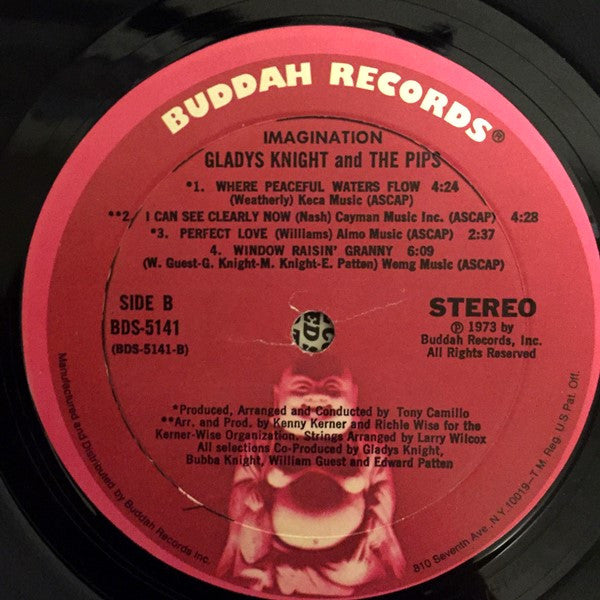 BUDDAH RECORDS®
IMAGINATION
GLADYS KNIGHT and THE PIPS
*1. WHERE PEACEFUL WATERS FLOW 4:24
(Weatherly) Keca Music (ASCAP)
**2. I CAN SEE CLEARLY NOW (Nash) Cayman Music Inc. (ASCAP) 4:28
*3. PERFECT LOVE (Williams) Almo Music (ASCAP) 2:37
4. WINDOW RAISIN' GRANNY 6:09
(W. Guest-G. Knight-M. Knight-E. Patten) Wemg Music (ASCAP)
SIDE B
BDS-5141
(BDS-5141-B)
STEREO
℗ 1973 by
Buddah Records, Inc.
All Rights Reserved
*Produced, Arranged and Conducted by Tony Camillo
**Arr. and Prod. by Kenny Kerner and Richie Wise for the
Kerner-Wise Organization. Strings Arranged by Larry Wilcox
All selections Co-Produced by Gladys Knight,
Bubba Knight, William Guest and Edward Patten
Manufactured and Distributed by Buddah Records Inc.
810 Seventh Ave., N.Y. 10019-T.M. Reg. U.S. Pat. Off.